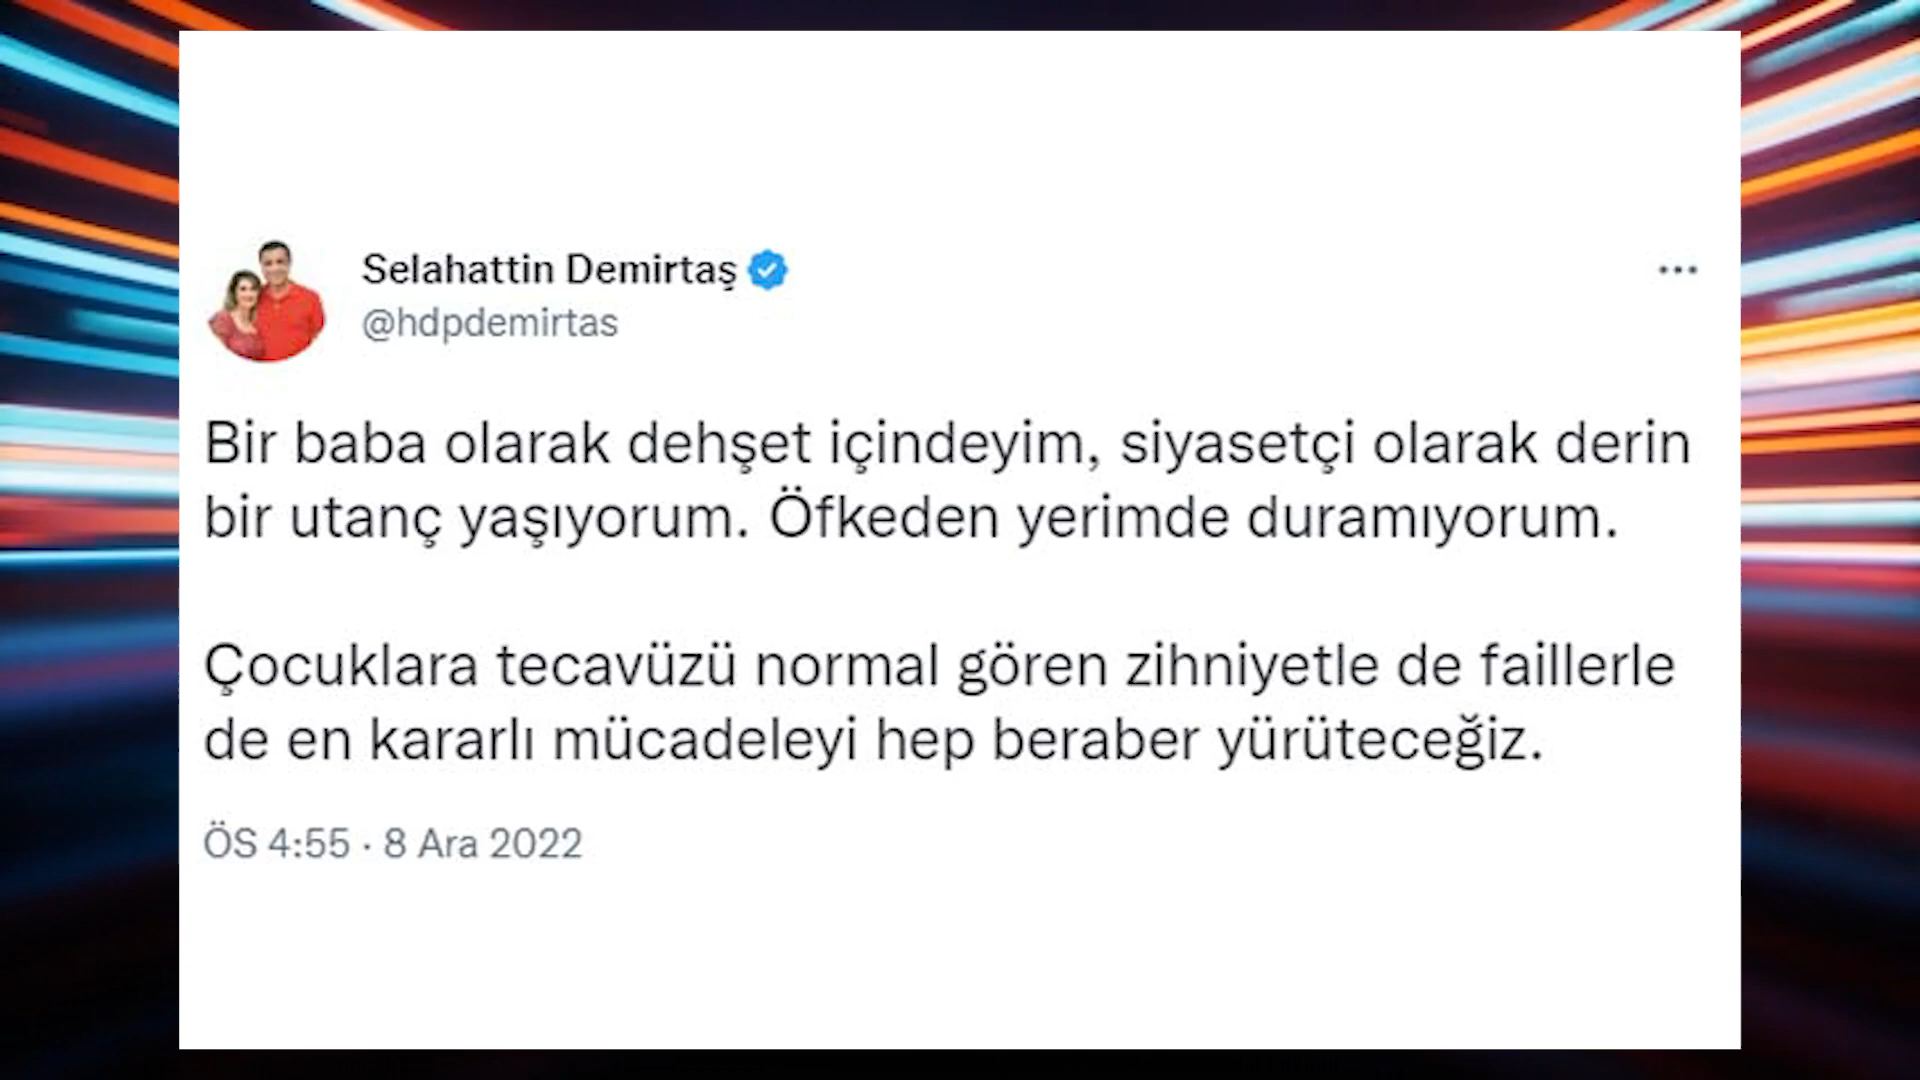 Selahattin Demirtaş
@hdpdemirtas
Bir baba olarak dehşet içindeyim, siyasetçi olarak derin
bir utanç yaşıyorum. Öfkeden yerimde duramıyorum.
Çocuklara tecavüzü normal gören zihniyetle de faillerle
de en kararlı mücadeleyi hep beraber yürüteceğiz.
ÖS 4:55 · 8 Ara 2022